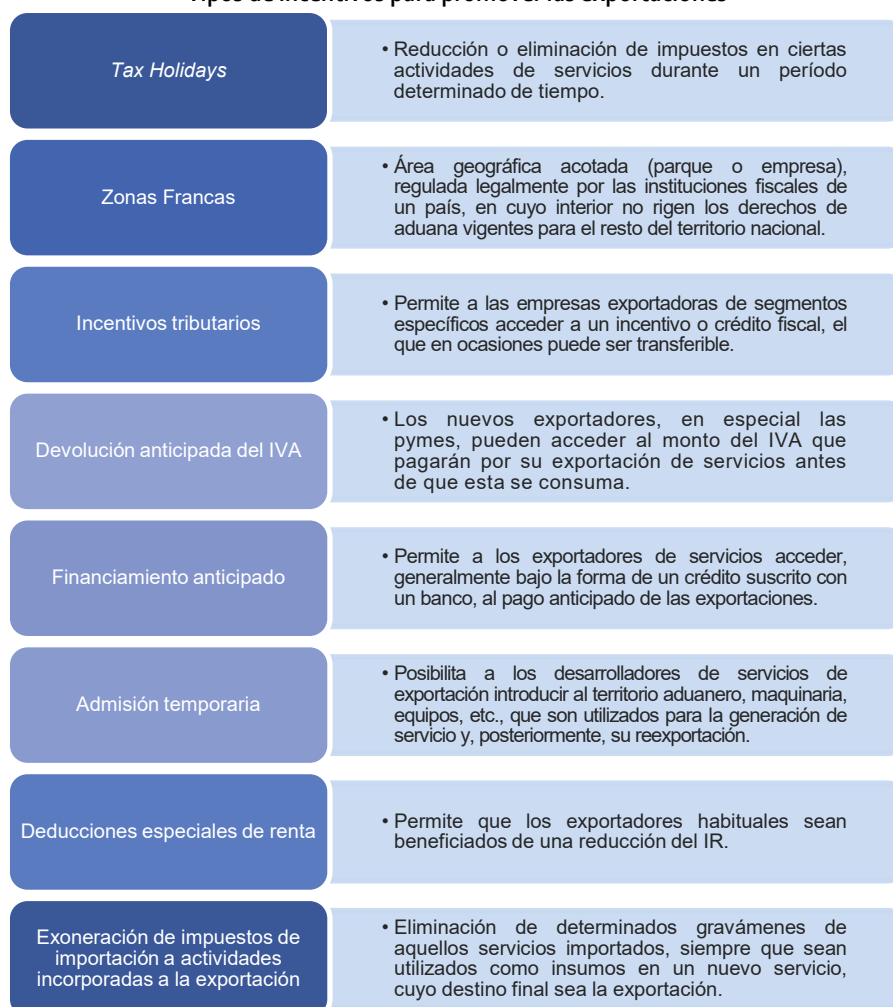 Tipos de incentivos para promover las exportaciones
Tax Holidays
• Reducción o eliminación de impuestos en ciertas
actividades de servicios durante un período
determinado de tiempo.
Zonas Francas
• Área geográfica acotada (parque o empresa),
regulada legalmente por las instituciones fiscales de
un país, en cuyo interior no rigen los derechos de
aduana vigentes para el resto del territorio nacional.
Incentivos tributarios
• Permite a las empresas exportadoras de segmentos
específicos acceder a un incentivo o crédito fiscal, el
que en ocasiones puede ser transferible.
Devolución anticipada del IVA
• Los nuevos exportadores, en especial las
pymes, pueden acceder al monto del IVA que
pagarán por su exportación de servicios antes
de que esta se consuma.
Financiamiento anticipado
• Permite a los exportadores de servicios acceder,
generalmente bajo la forma de un crédito suscrito con
un banco, al pago anticipado de las exportaciones.
Admisión temporaria
• Posibilita a los desarrolladores de servicios de
exportación introducir al territorio aduanero, maquinaria,
equipos, etc., que son utilizados para la generación de
servicio y, posteriormente, su reexportación.
Deducciones especiales de renta
• Permite que los exportadores habituales sean
beneficiados de una reducción del IR.
Exoneración de impuestos de
importación a actividades
incorporadas a la exportación
• Eliminación de determinados gravámenes de
aquellos servicios importados, siempre que sean
utilizados como insumos en un nuevo servicio,
cuyo destino final sea la exportación.